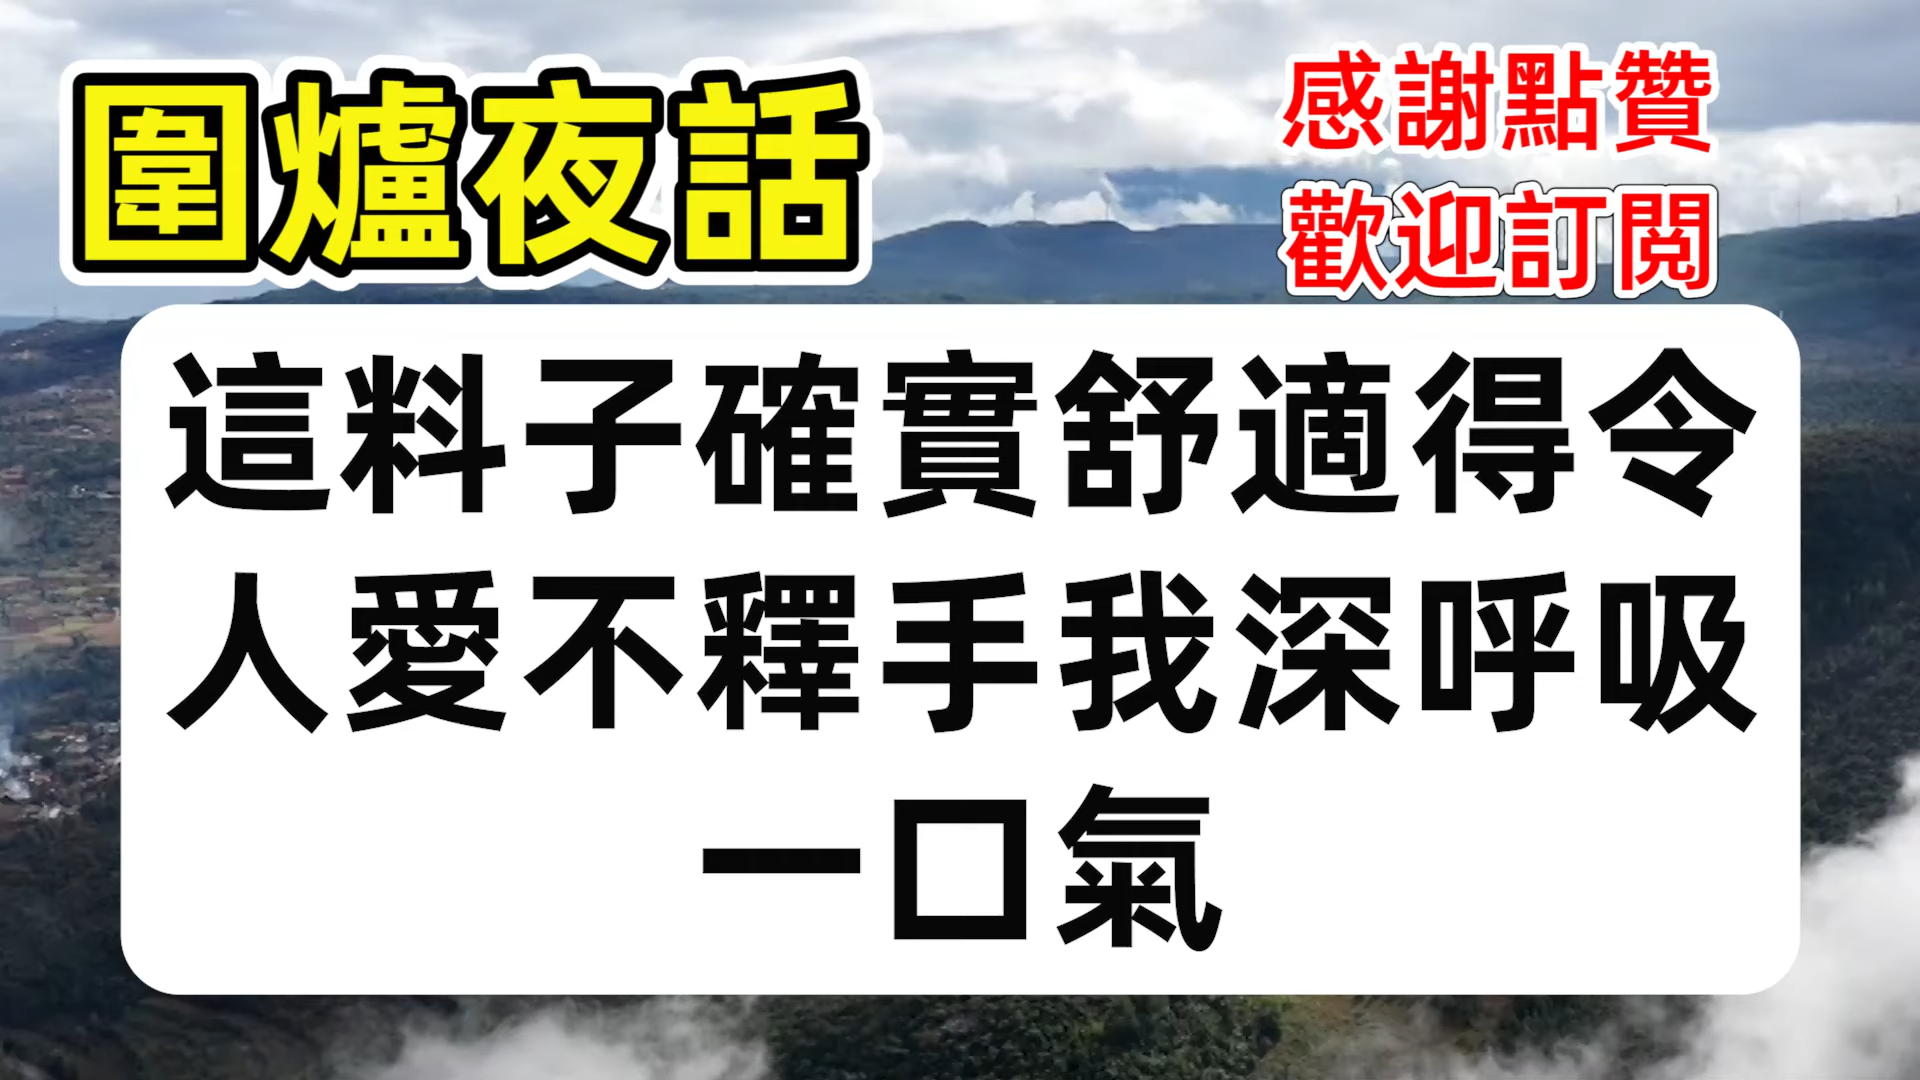 圍爐夜話
感謝點贊
歡迎訂閱
這料子確實舒適得令
人愛不釋手我深呼吸
一口氣